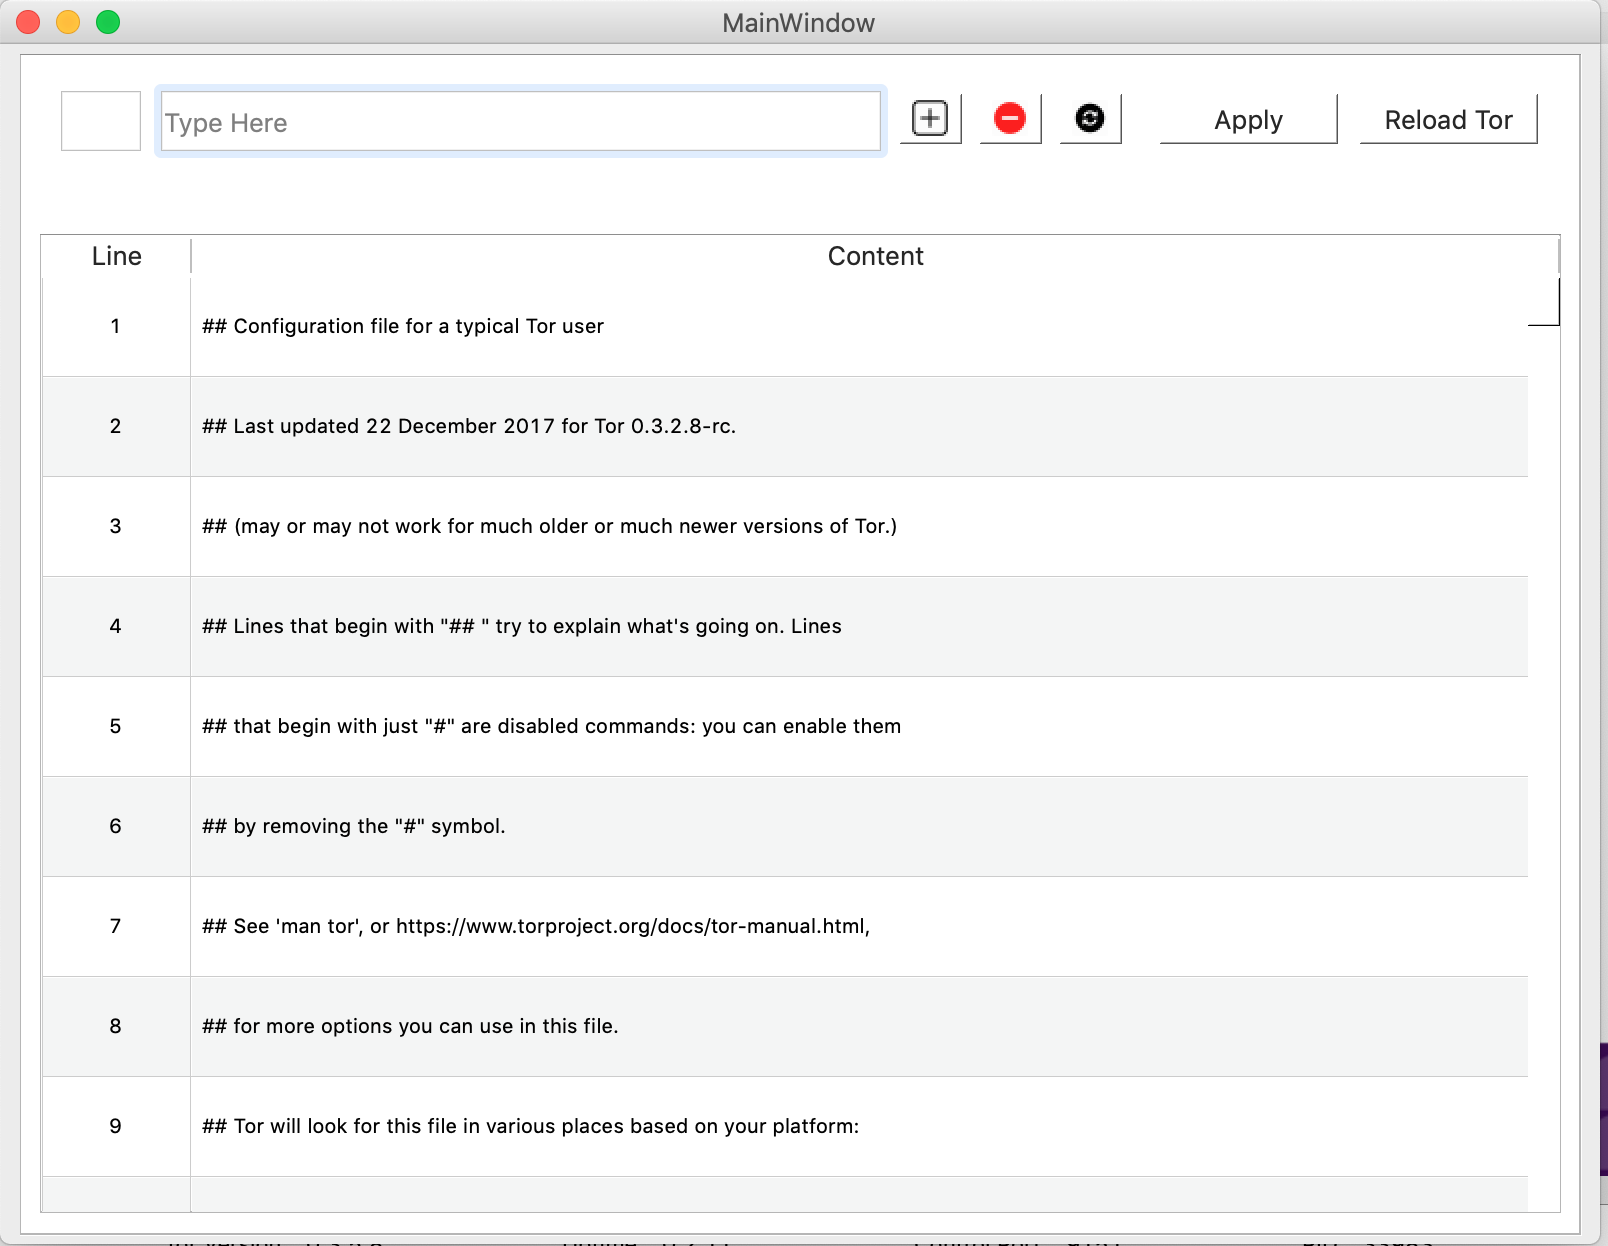 MainWindow
Type Here
Apply
Reload Tor
Line Content
1 ## Configuration file for a typical Tor user
2 ## Last updated 22 December 2017 for Tor 0.3.2.8-rc.
3 ## (may or may not work for much older or much newer versions of Tor.)
4 ## Lines that begin with "## " try to explain what's going on. Lines
5 ## that begin with just "#" are disabled commands: you can enable them
6 ## by removing the "#" symbol.
7 ## See 'man tor', or https://www.torproject.org/docs/tor-manual.html,
8 ## for more options you can use in this file.
9 ## Tor will look for this file in various places based on your platform: